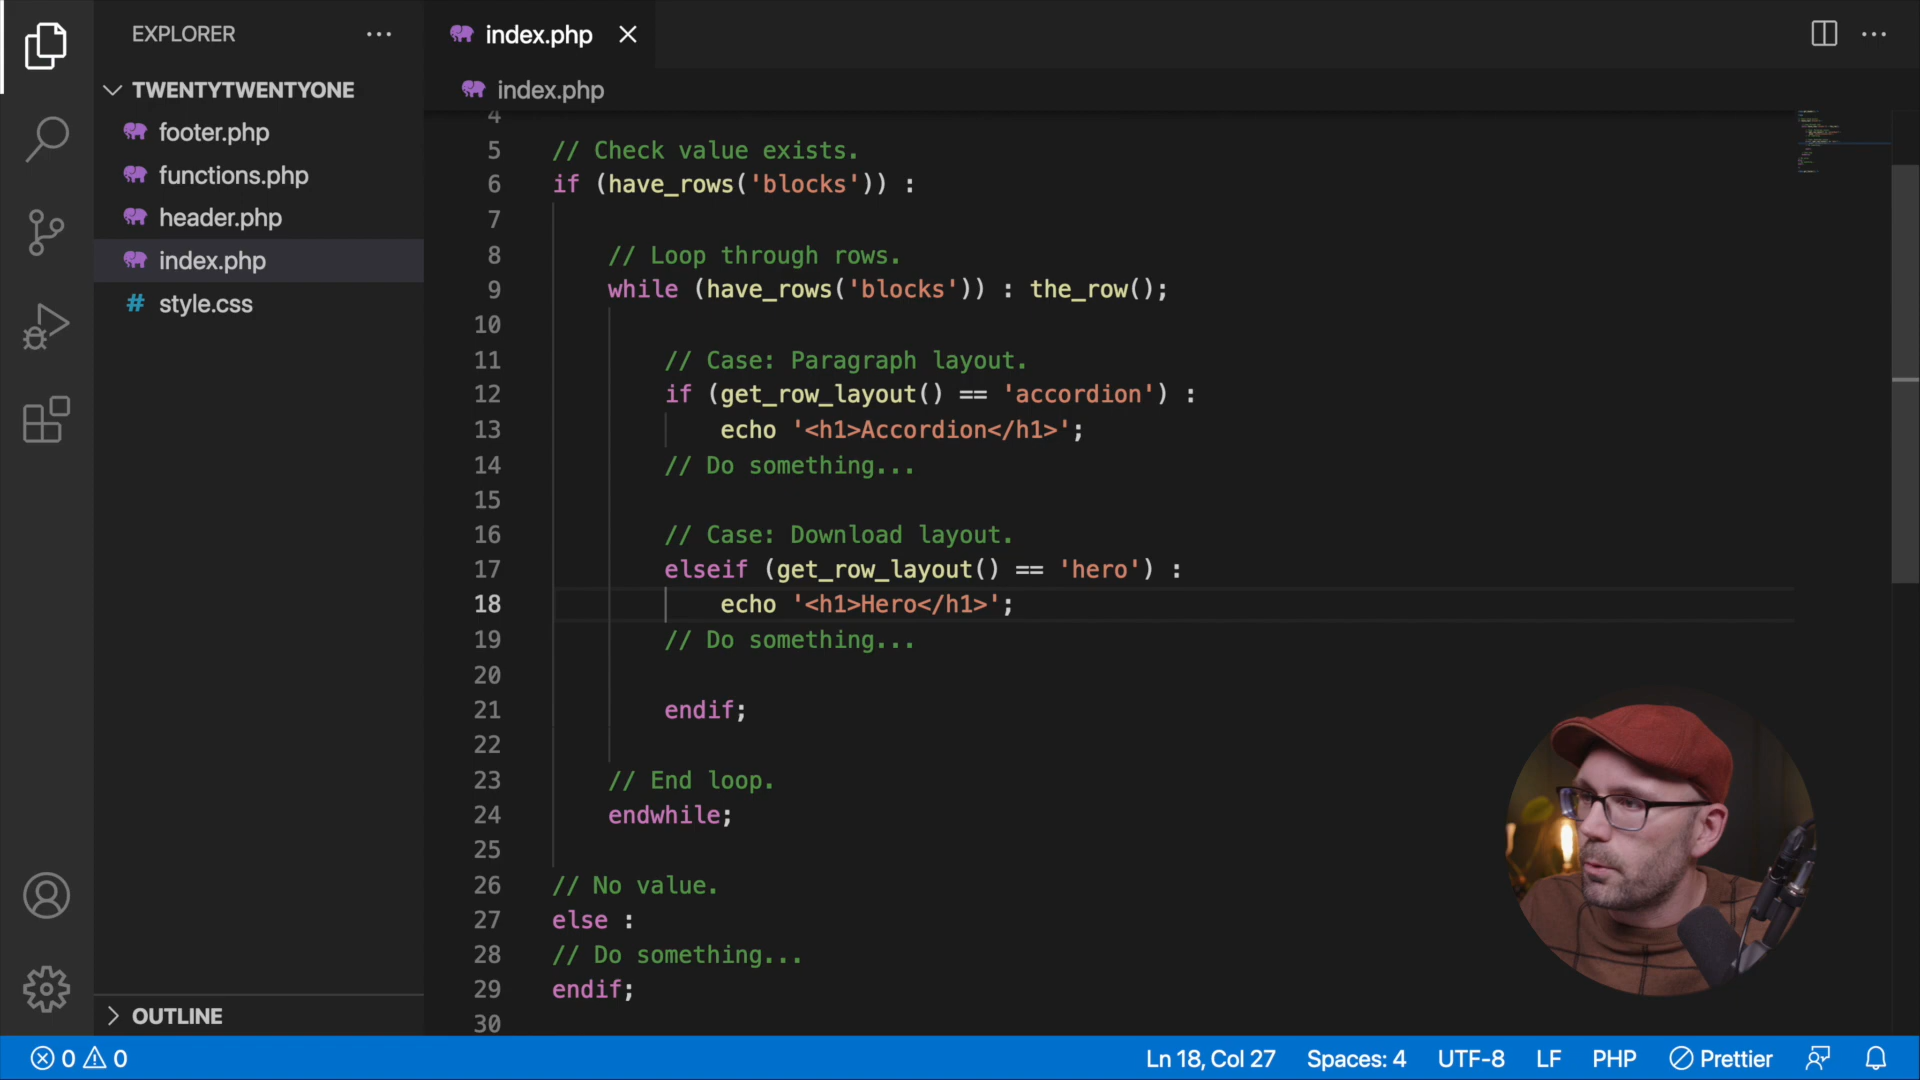 EXPLORER
index.php
TWENTYTWENTYONE
index.php
footer.php
functions.php
header.php
index.php
# style.css
OUTLINE
4
5 // Check value exists.
6 if (have_rows('blocks')) :
7
8 // Loop through rows.
9 while (have_rows('blocks')) : the_row();
10
11 // Case: Paragraph layout.
12 if (get_row_layout() == 'accordion') :
13 echo '<h1>Accordion</h1>';
14 // Do something...
15
16 // Case: Download layout.
17 elseif (get_row_layout() == 'hero') :
18 echo '<h1>Hero</h1>';
19 // Do something...
20
21 endif;
22
23 // End loop.
24 endwhile;
25
26 // No value.
27 else :
28 // Do something...
29 endif;
30
0 0 Ln 18, Col 27 Spaces: 4 UTF-8 LF PHP Prettier